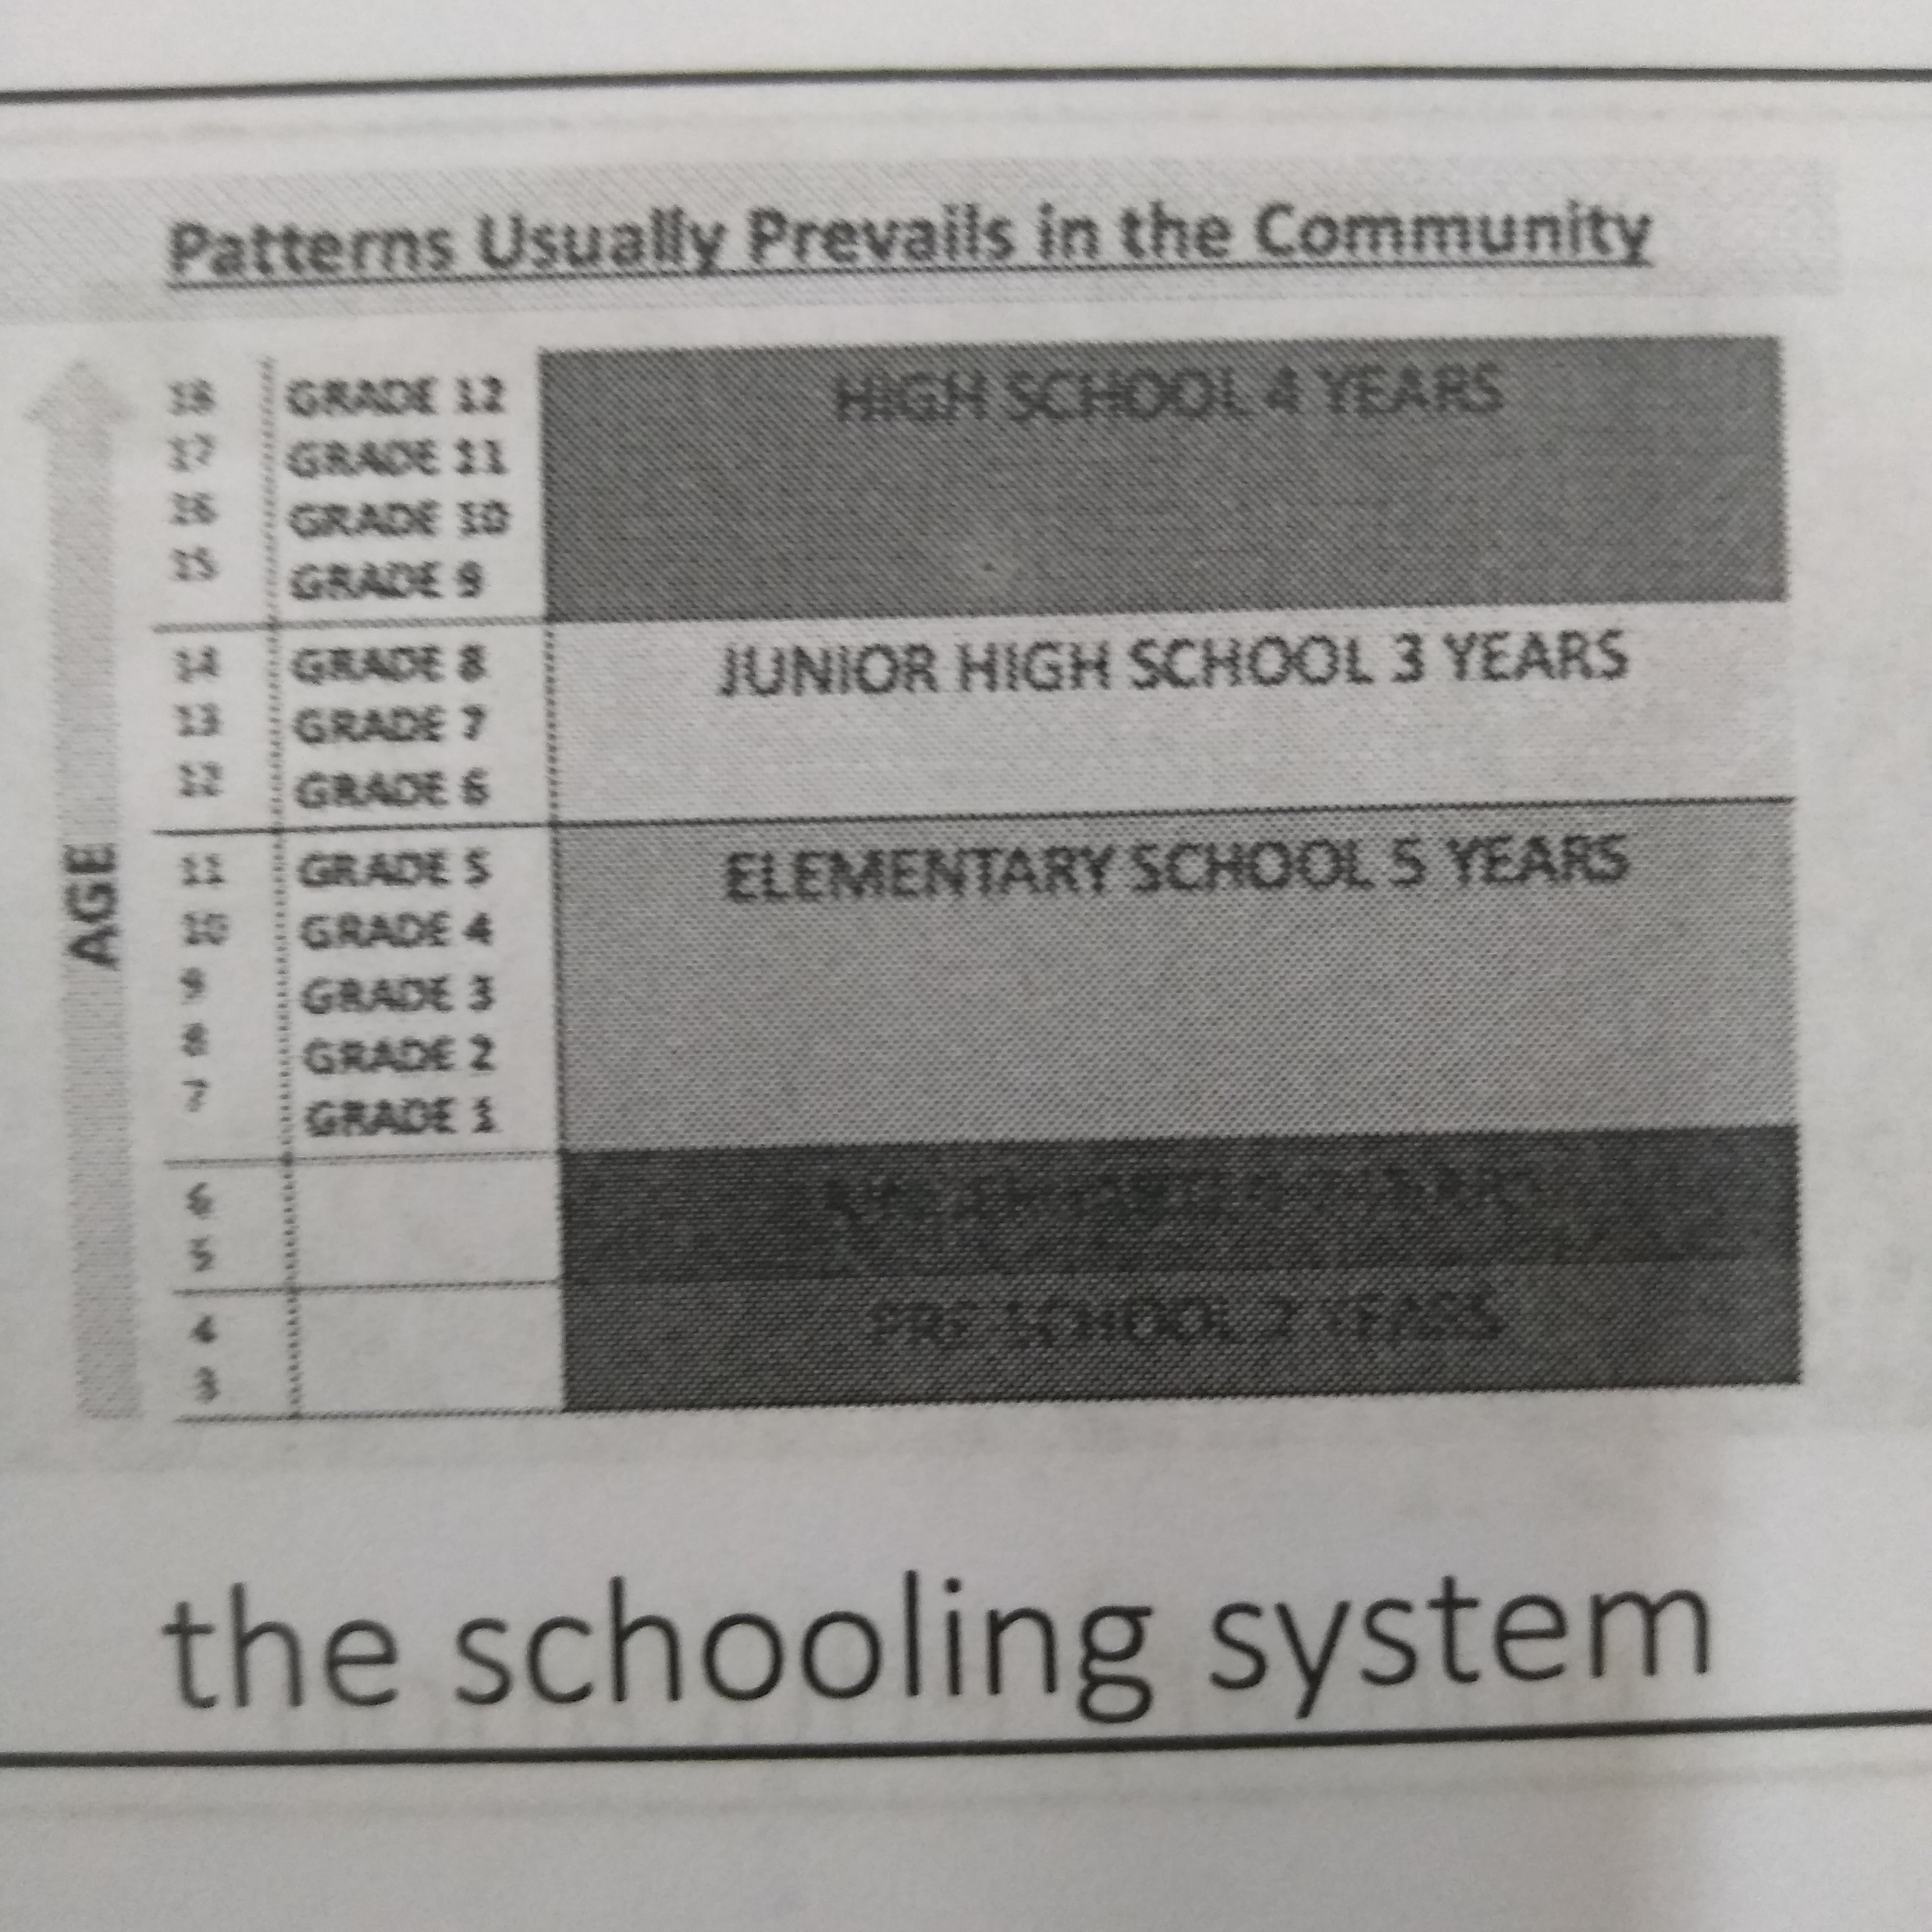 Patterns Usually Prevails in the Community
18 GRADE 12 HIGH SCHOOL 4 YEARS
17 GRADE 11
16 GRADE 10
15 GRADE 9
14 GRADE 8 JUNIOR HIGH SCHOOL 3 YEARS
13 GRADE 7
12 GRADE 6
AGE
11 GRADE 5 ELEMENTARY SCHOOL 5 YEARS
10 GRADE 4
9 GRADE 3
8 GRADE 2
7 GRADE 1
6
5
4 PRE SCHOOL 2 YEARS
3
the schooling system